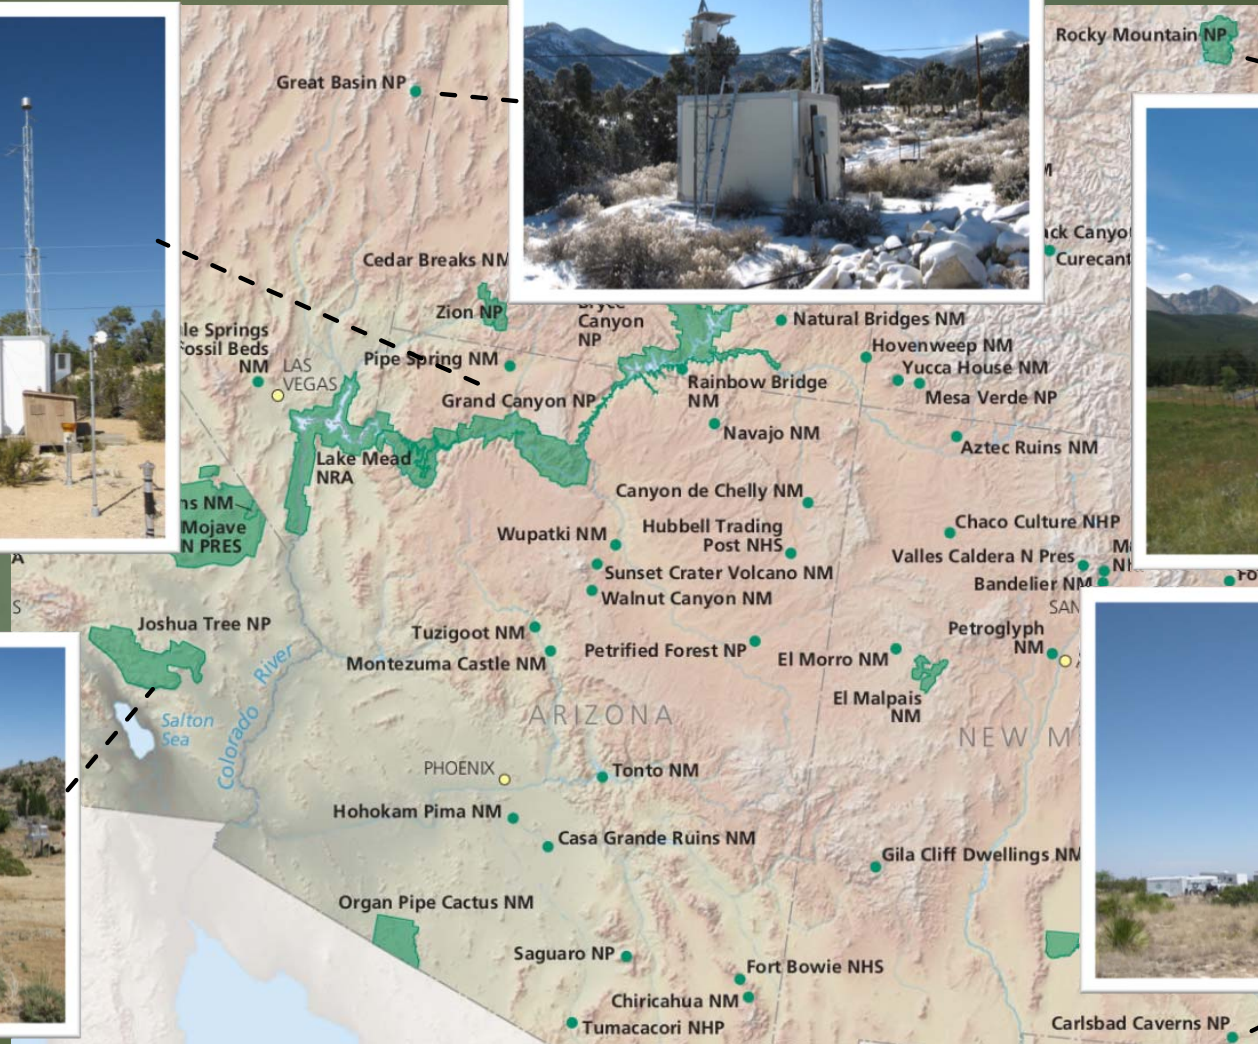 Rocky Mountain NP
Great Basin NP
Cedar Breaks NM
Curecant
Zion NP
Canyon
NP
Natural Bridges NM
Springs
Fossil Beds
NM
LAS
VEGAS
Pipe Spring NM
Hovenweep NM
Yucca House NM
Rainbow Bridge
NM
Mesa Verde NP
Grand Canyon NP
Navajo NM
Aztec Ruins NM
Lake Mead
NRA
Canyon de Chelly NM
NM
Mojave
N PRES
Wupatki NM
Hubbell Trading
Post NHS
Chaco Culture NHP
Valles Caldera N Pres
Bandelier NM
Sunset Crater Volcano NM
Walnut Canyon NM
SAN
Joshua Tree NP
Tuzigoot NM
Montezuma Castle NM
Petrified Forest NP
El Morro NM
Petroglyph
NM
El Malpais
NM
Colorado River
Salton
Sea
ARIZONA
NEW M
PHOENIX
Tonto NM
Hohokam Pima NM
Casa Grande Ruins NM
Gila Cliff Dwellings NM
Organ Pipe Cactus NM
Saguaro NP
Fort Bowie NHS
Chiricahua NM
Tumacacori NHP
Carlsbad Caverns NP